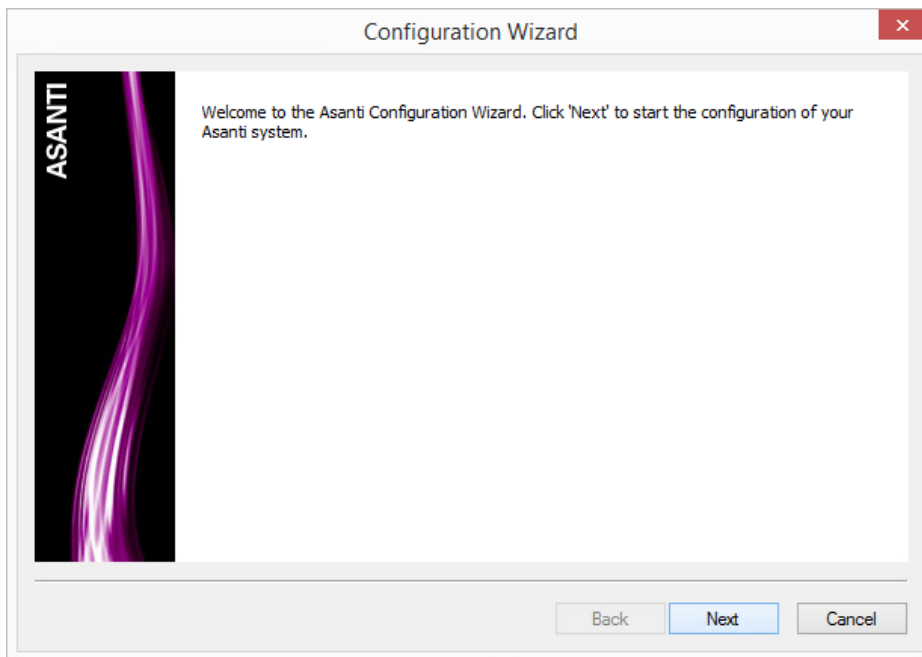 Configuration Wizard
ASANTI
Welcome to the Asanti Configuration Wizard. Click 'Next' to start the configuration of your
Asanti system.
Back
Next
Cancel